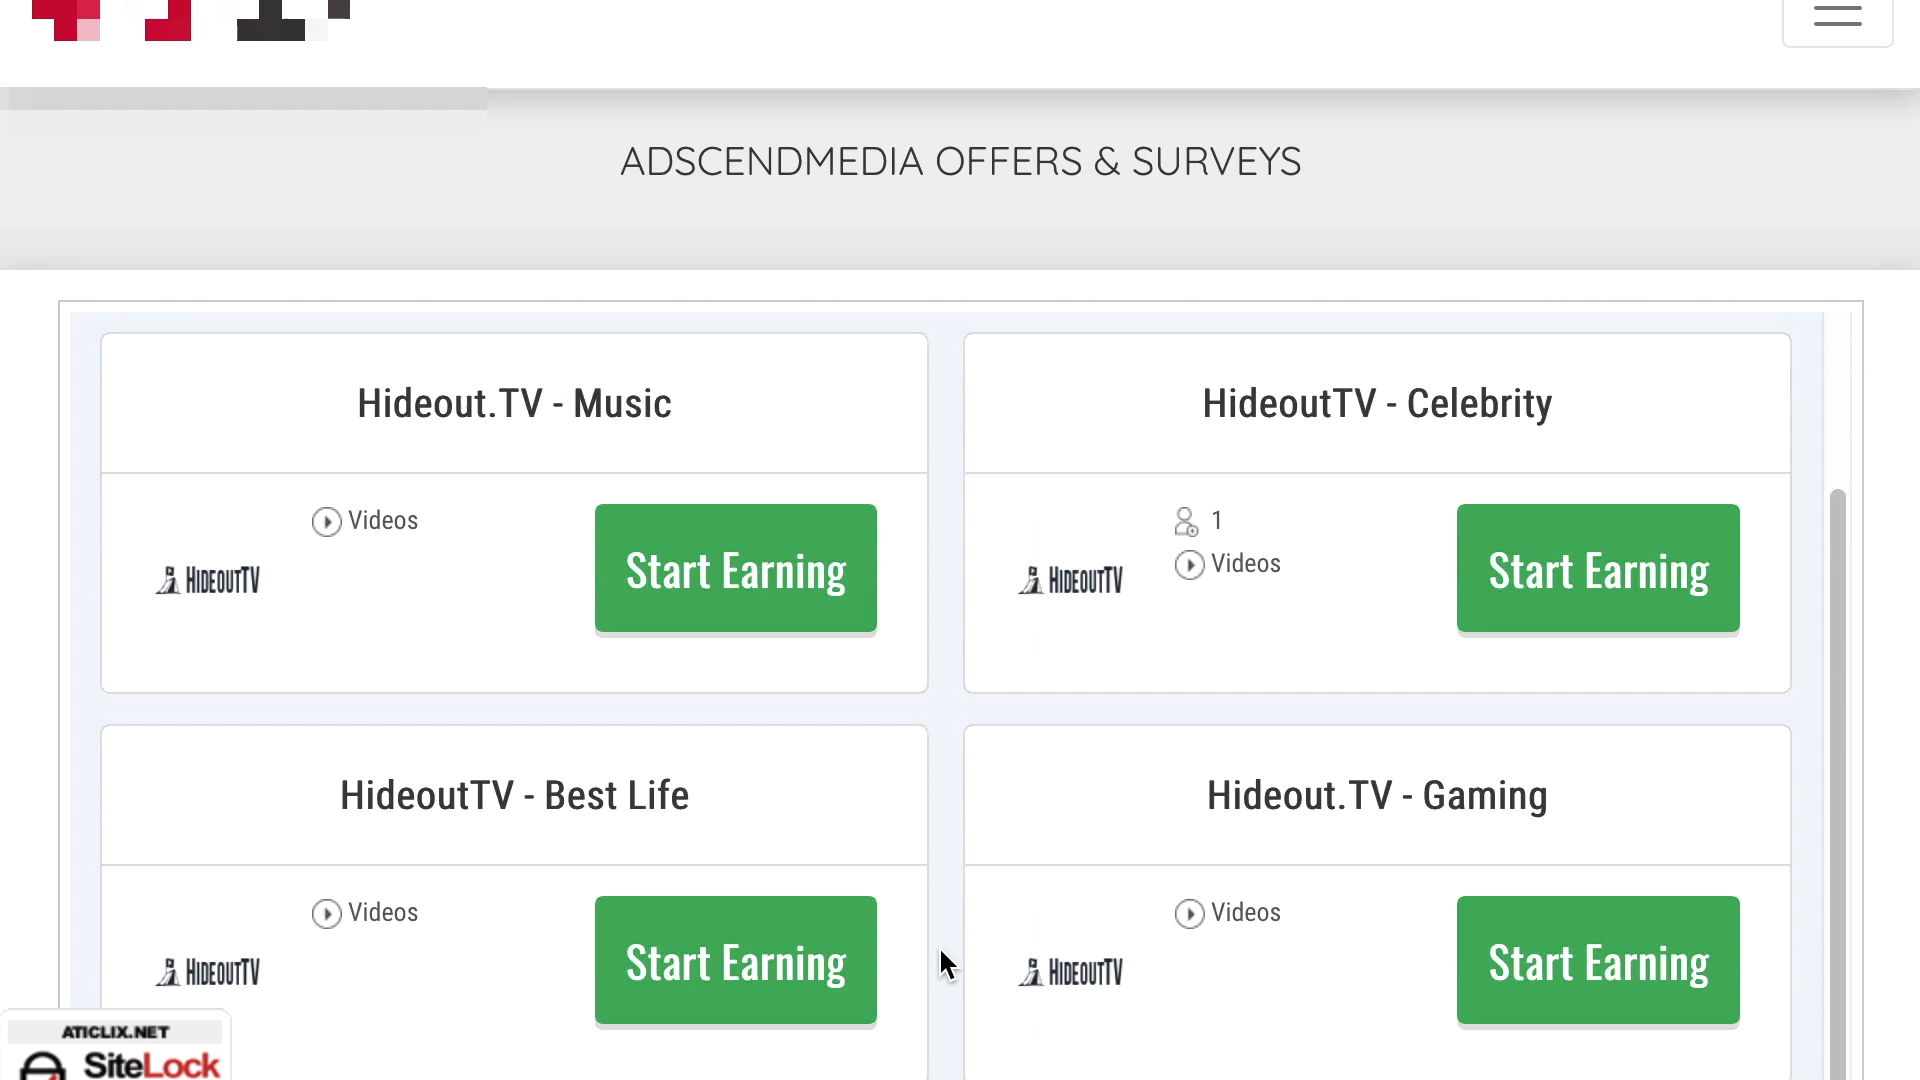 ADSCENDMEDIA OFFERS & SURVEYS
Hideout.TV - Music
Videos
HIDEOUTTV
Start Earning
HideoutTV - Celebrity
1
Videos
HIDEOUTTV
Start Earning
HideoutTV - Best Life
Videos
HIDEOUTTV
Start Earning
Hideout.TV - Gaming
Videos
HIDEOUTTV
Start Earning
ATICLIX.NET
SiteLock